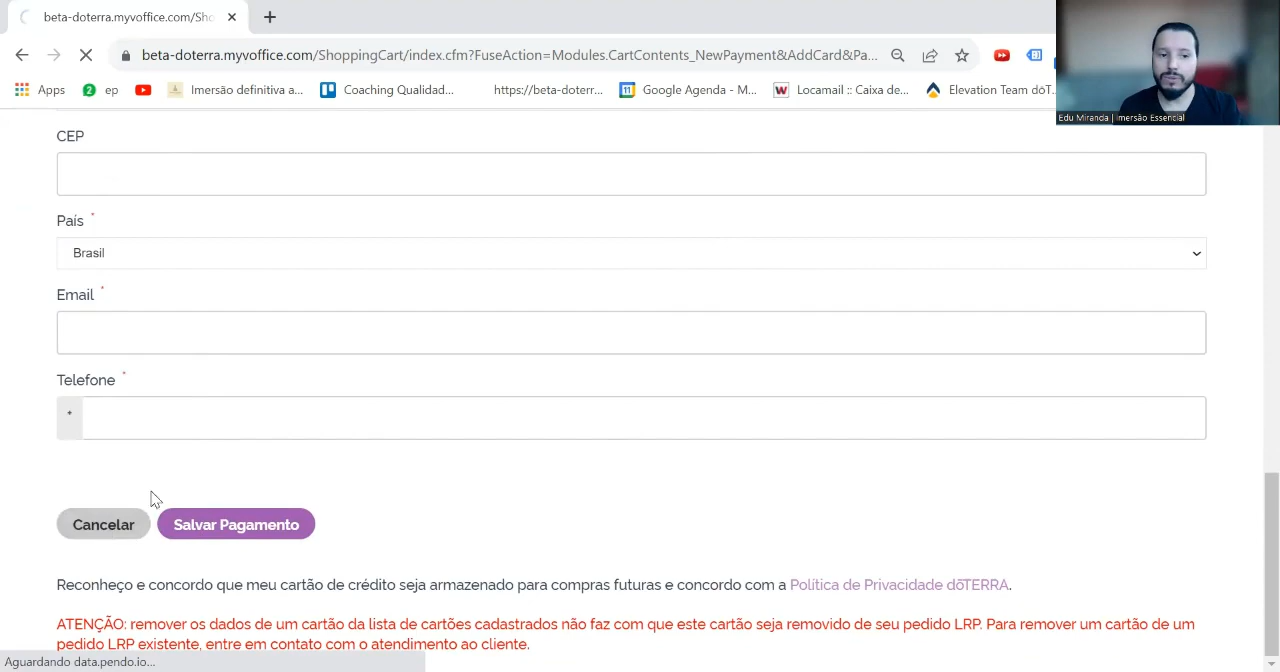 beta-doterra.myvoffice.com/Sho
beta-doterra.myvoffice.com/ShoppingCart/index.cfm?FuseAction=Modules.CartContents_NewPayment&AddCard&Pa...
Apps
2
ep
Imersão definitiva a...
Coaching Qualidad...
https://beta-doterr...
11
Google Agenda - M...
W
Locamail :: Caixa de...
Elevation Team dōT...
Edu Miranda | Imersão Essencial
CEP
País *
Brasil
Email *
Telefone *
+
Cancelar
Salvar Pagamento
Reconheço e concordo que meu cartão de crédito seja armazenado para compras futuras e concordo com a Política de Privacidade dōTERRA.
ATENÇÃO: remover os dados de um cartão da lista de cartões cadastrados não faz com que este cartão seja removido de seu pedido LRP. Para remover um cartão de um
pedido LRP existente, entre em contato com o atendimento ao cliente.
Aguardando data.pendo.io...